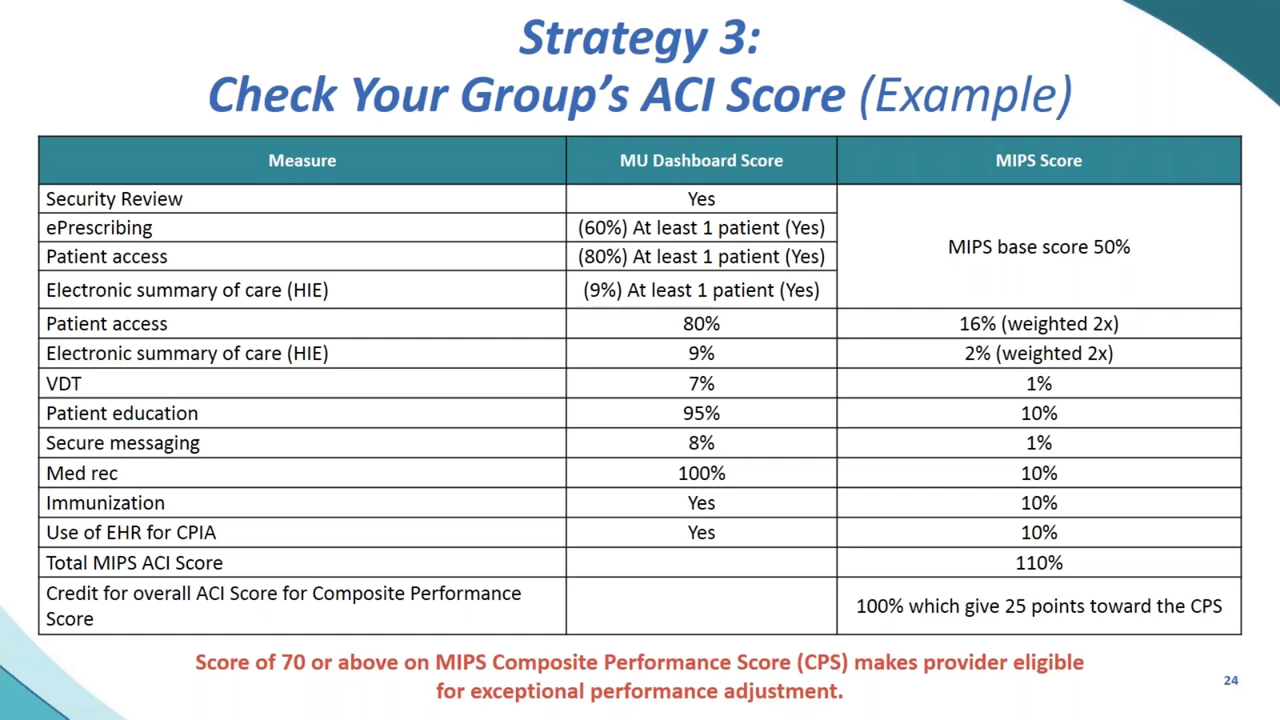 Strategy 3:
Check Your Group's ACI Score (Example)
Measure MU Dashboard Score MIPS Score
Security Review Yes
ePrescribing (60%) At least 1 patient (Yes)
MIPS base score 50%
Patient access (80%) At least 1 patient (Yes)
Electronic summary of care (HIE) (9%) At least 1 patient (Yes)
Patient access 80% 16% (weighted 2x)
Electronic summary of care (HIE) 9% 2% (weighted 2x)
VDT 7% 1%
Patient education 95% 10%
Secure messaging 8% 1%
Med rec 100% 10%
Immunization Yes 10%
Use of EHR for CPIA Yes 10%
Total MIPS ACI Score 110%
Credit for overall ACI Score for Composite Performance
Score
100% which give 25 points toward the CPS
Score of 70 or above on MIPS Composite Performance Score (CPS) makes provider eligible
for exceptional performance adjustment.
24